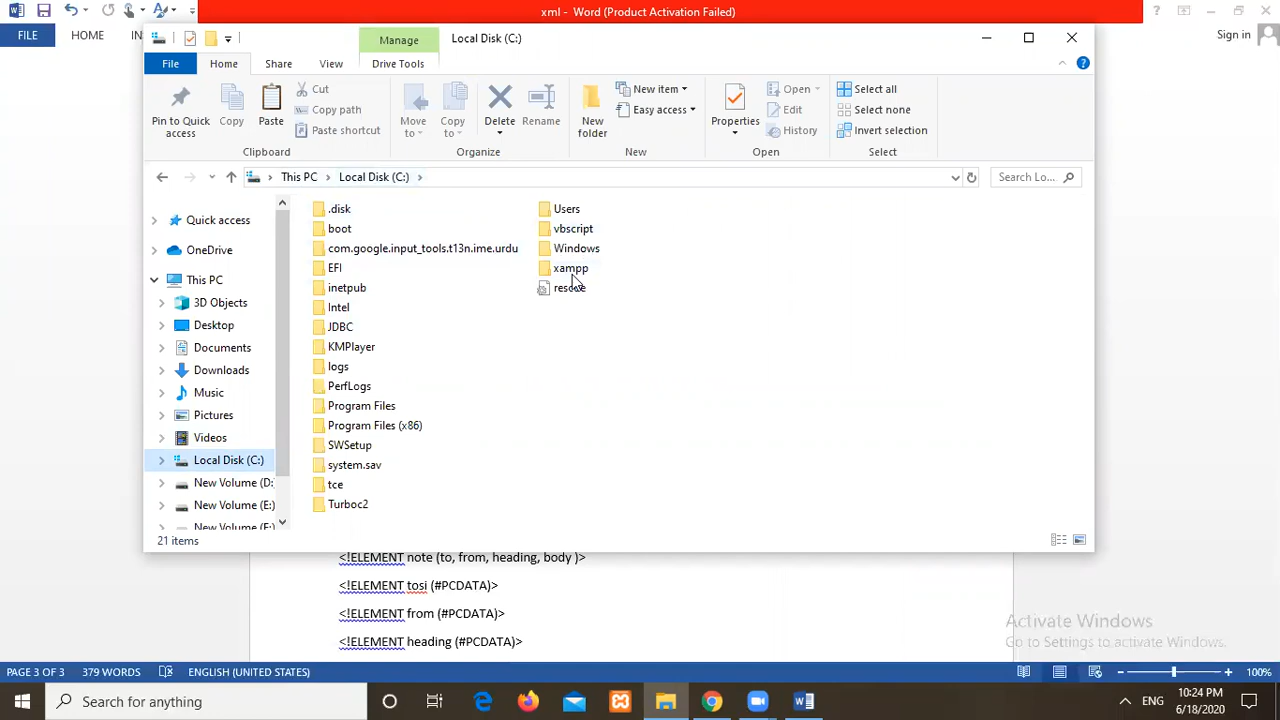 xml - Word (Product Activation Failed)
FILE
HOME
Sign in
Manage
Local Disk (C:)
File
Home
Share
View
Drive Tools
Pin to Quick access
Copy
Paste
Cut
Copy path
Paste shortcut
Clipboard
Move to
Copy to
Delete
Rename
Organize
New folder
New item
Easy access
New
Properties
Open
Edit
History
Open
Select all
Select none
Invert selection
Select
This PC
Local Disk (C:)
Search Lo...
Quick access
OneDrive
This PC
3D Objects
Desktop
Documents
Downloads
Music
Pictures
Videos
Local Disk (C:)
New Volume (D:
New Volume (E:)
New Volume (F:)
.disk
boot
com.google.input_tools.t13n.ime.urdu
EFI
inetpub
Intel
JDBC
KMPlayer
logs
PerfLogs
Program Files
Program Files (x86)
SWSetup
system.sav
tce
Turboc2
Users
vbscript
Windows
xampp
rescue
21 items
<!ELEMENT note (to, from, heading, body )>
<!ELEMENT tosi (#PCDATA)>
<!ELEMENT from (#PCDATA)>
<!ELEMENT heading (#PCDATA)>
Activate Windows
Go to Settings to activate Windows.
PAGE 3 OF 3
379 WORDS
ENGLISH (UNITED STATES)
100%
Search for anything
ENG
10:24 PM
6/18/2020